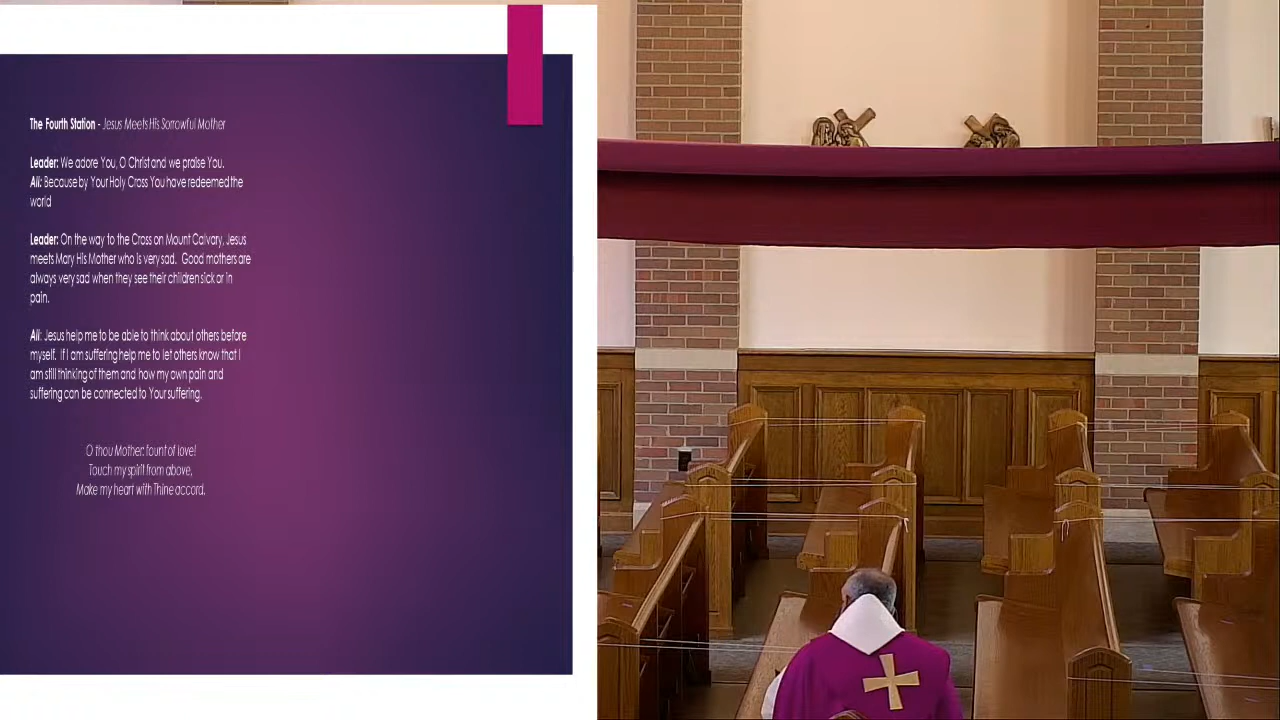 The Fourth Station - Jesus Meets His Sorrowful Mother
Leader: We adore You, O Christ and we praise You.
All: Because by Your Holy Cross You have redeemed the
world
Leader: On the way to the Cross on Mount Calvary, Jesus
meets Mary His Mother who is very sad. Good mothers are
always very sad when they see their children sick or in
pain.
All: Jesus help me to be able to think about others before
myself. If I am suffering help me to let others know that I
am still thinking of them and how my own pain and
suffering can be connected to Your suffering.
O thou Mother: fount of love!
Touch my spirit from above,
Make my heart with Thine accord.